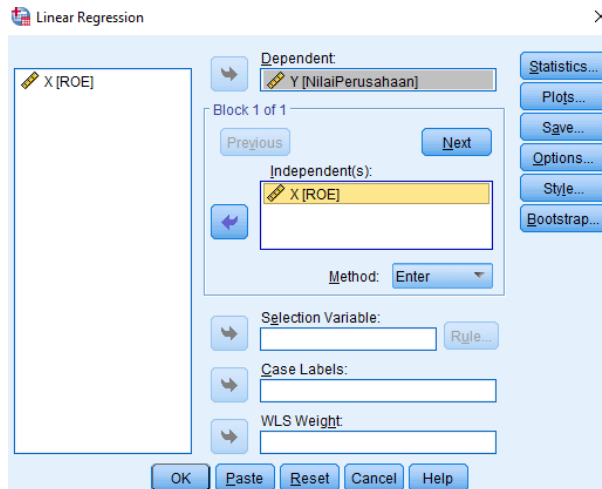 Linear Regression
X [ROE]
Dependent:
Y [NilaiPerusahaan]
Block 1 of 1
Previous
Next
Independent(s):
X [ROE]
Method:
Enter
Selection Variable:
Rule...
Case Labels:
WLS Weight:
Statistics...
Plots...
Save...
Options...
Style...
Bootstrap...
OK
Paste
Reset
Cancel
Help